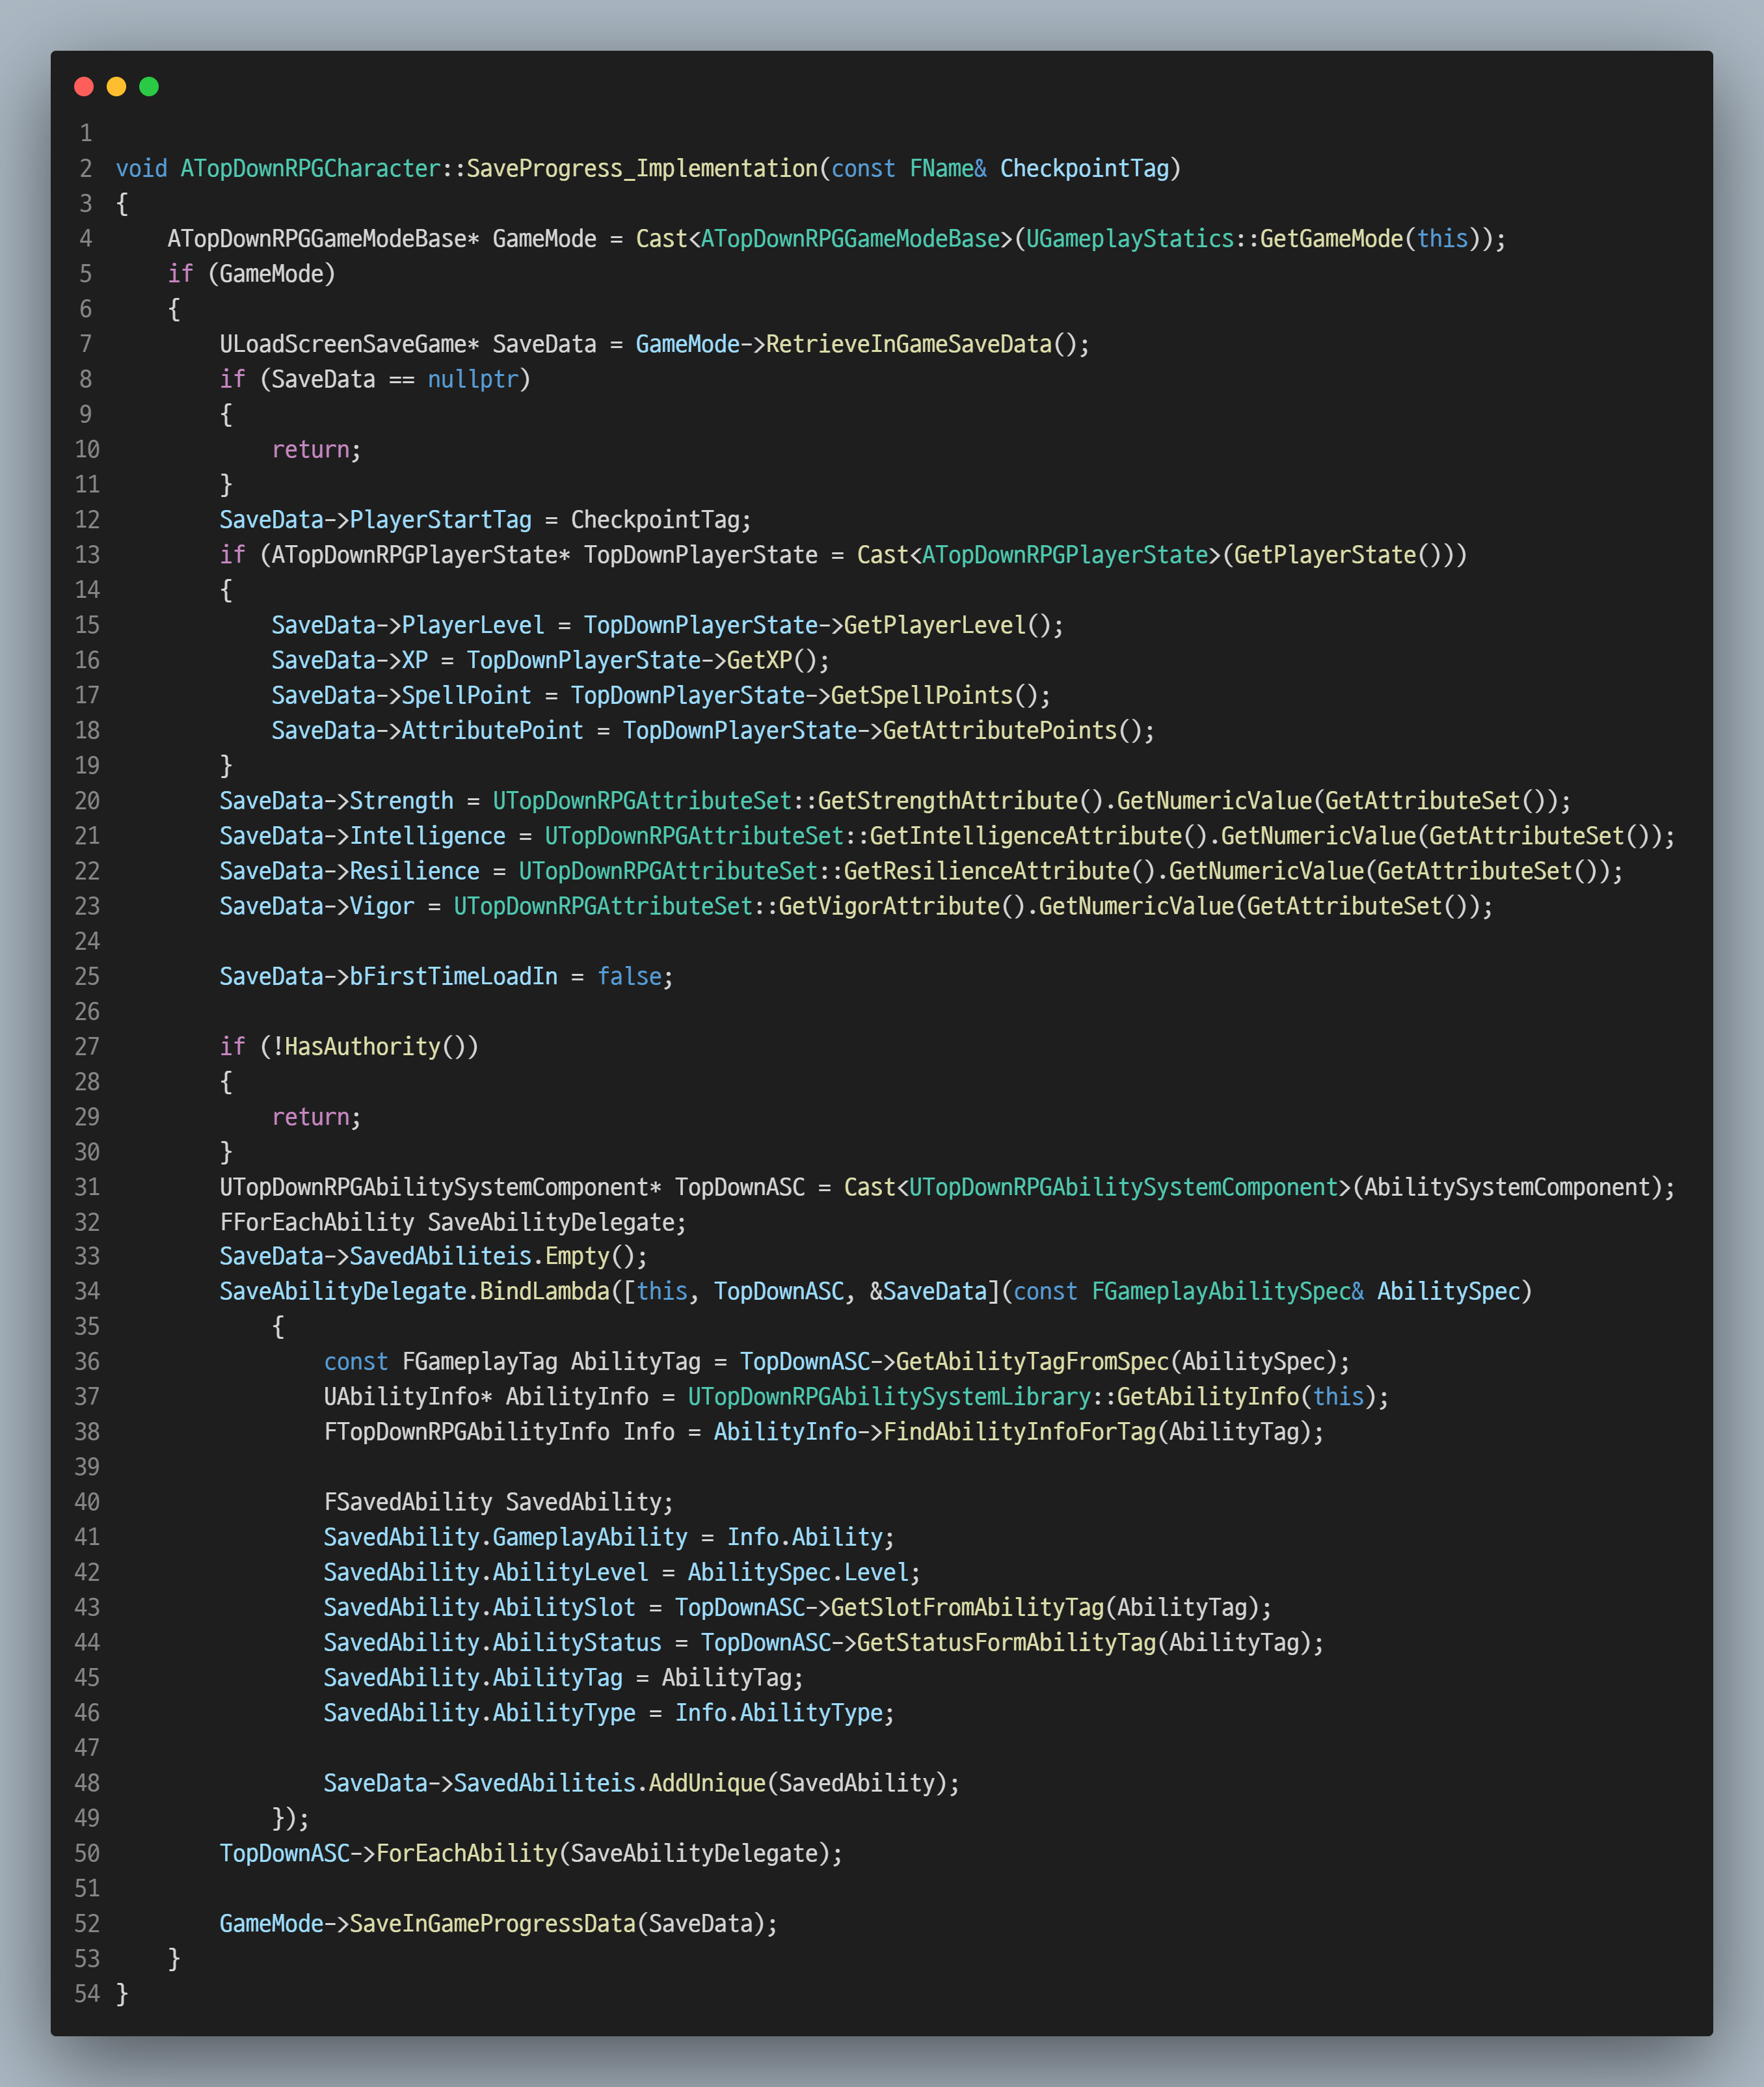 1
2 void ATopDownRPGCharacter::SaveProgress_Implementation(const FName& CheckpointTag)
3 {
4     ATopDownRPGGameModeBase* GameMode = Cast<ATopDownRPGGameModeBase>(UGameplayStatics::GetGameMode(this));
5     if (GameMode)
6     {
7         ULoadScreenSaveGame* SaveData = GameMode->RetrieveInGameSaveData();
8         if (SaveData == nullptr)
9         {
10             return;
11         }
12         SaveData->PlayerStartTag = CheckpointTag;
13         if (ATopDownRPGPlayerState* TopDownPlayerState = Cast<ATopDownRPGPlayerState>(GetPlayerState()))
14         {
15             SaveData->PlayerLevel = TopDownPlayerState->GetPlayerLevel();
16             SaveData->XP = TopDownPlayerState->GetXP();
17             SaveData->SpellPoint = TopDownPlayerState->GetSpellPoints();
18             SaveData->AttributePoint = TopDownPlayerState->GetAttributePoints();
19         }
20         SaveData->Strength = UTopDownRPGAttributeSet::GetStrengthAttribute().GetNumericValue(GetAttributeSet());
21         SaveData->Intelligence = UTopDownRPGAttributeSet::GetIntelligenceAttribute().GetNumericValue(GetAttributeSet());
22         SaveData->Resilience = UTopDownRPGAttributeSet::GetResilienceAttribute().GetNumericValue(GetAttributeSet());
23         SaveData->Vigor = UTopDownRPGAttributeSet::GetVigorAttribute().GetNumericValue(GetAttributeSet());
24
25         SaveData->bFirstTimeLoadIn = false;
26
27         if (!HasAuthority())
28         {
29             return;
30         }
31         UTopDownRPGAbilitySystemComponent* TopDownASC = Cast<UTopDownRPGAbilitySystemComponent>(AbilitySystemComponent);
32         FForEachAbility SaveAbilityDelegate;
33         SaveData->SavedAbiliteis.Empty();
34         SaveAbilityDelegate.BindLambda([this, TopDownASC, &SaveData](const FGameplayAbilitySpec& AbilitySpec)
35             {
36                 const FGameplayTag AbilityTag = TopDownASC->GetAbilityTagFromSpec(AbilitySpec);
37                 UAbilityInfo* AbilityInfo = UTopDownRPGAbilitySystemLibrary::GetAbilityInfo(this);
38                 FTopDownRPGAbilityInfo Info = AbilityInfo->FindAbilityInfoForTag(AbilityTag);
39
40                 FSavedAbility SavedAbility;
41                 SavedAbility.GameplayAbility = Info.Ability;
42                 SavedAbility.AbilityLevel = AbilitySpec.Level;
43                 SavedAbility.AbilitySlot = TopDownASC->GetSlotFromAbilityTag(AbilityTag);
44                 SavedAbility.AbilityStatus = TopDownASC->GetStatusFormAbilityTag(AbilityTag);
45                 SavedAbility.AbilityTag = AbilityTag;
46                 SavedAbility.AbilityType = Info.AbilityType;
47
48                 SaveData->SavedAbiliteis.AddUnique(SavedAbility);
49             });
50         TopDownASC->ForEachAbility(SaveAbilityDelegate);
51
52         GameMode->SaveInGameProgressData(SaveData);
53     }
54 }